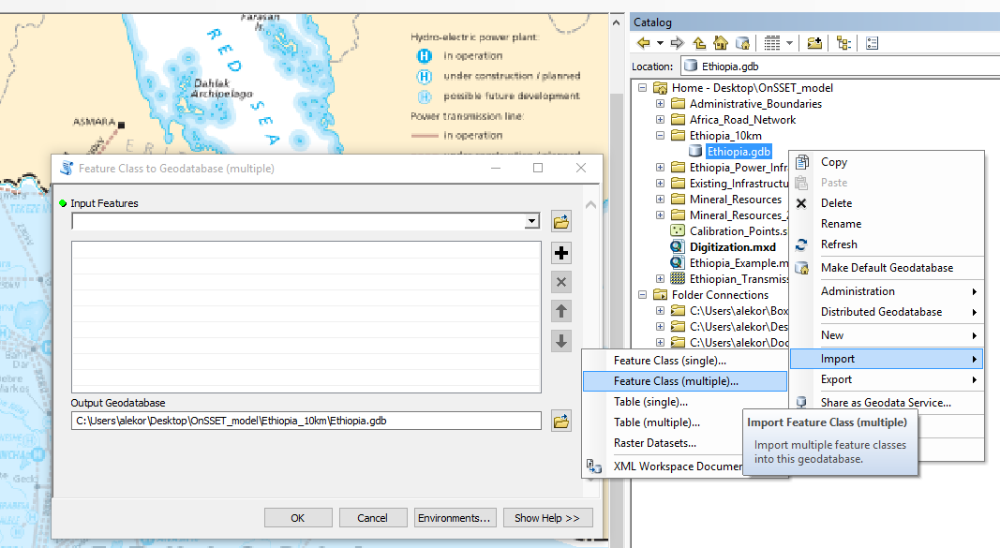 Farasan
Is.
RED SEA
Dahlak
Archipelago
ASMARA
Hydro-electric power plant:
H in operation
H under construction / planned
H possible future development
Power transmission line:
in operation
Feature Class to Geodatabase (multiple)
Input Features
Output Geodatabase
C:\Users\alekor\Desktop\OnSSET_model\Ethiopia_10km\Ethiopia.gdb
OK
Cancel
Environments...
Show Help >>
Catalog
Location: Ethiopia.gdb
Home - Desktop\OnSSET_model
Administrative_Boundaries
Africa_Road_Network
Ethiopia_10km
Ethiopia.gdb
Ethiopia_Power_Infr
Existing_Infrastructu
Mineral_Resources
Mineral_Resources_
Calibration_Points.s
Digitization.mxd
Ethiopia_Example.m
Ethiopian_Transmiss
Folder Connections
C:\Users\alekor\Box
C:\Users\alekor\Des
C:\Users\alekor\Doc
Copy
Paste
Delete
Rename
Refresh
Make Default Geodatabase
Administration
Distributed Geodatabase
New
Import
Export
Share as Geodata Service...
Feature Class (single)...
Feature Class (multiple)...
Table (single)...
Table (multiple)...
Raster Datasets...
XML Workspace Documen
Import Feature Class (multiple)
Import multiple feature classes
into this geodatabase.